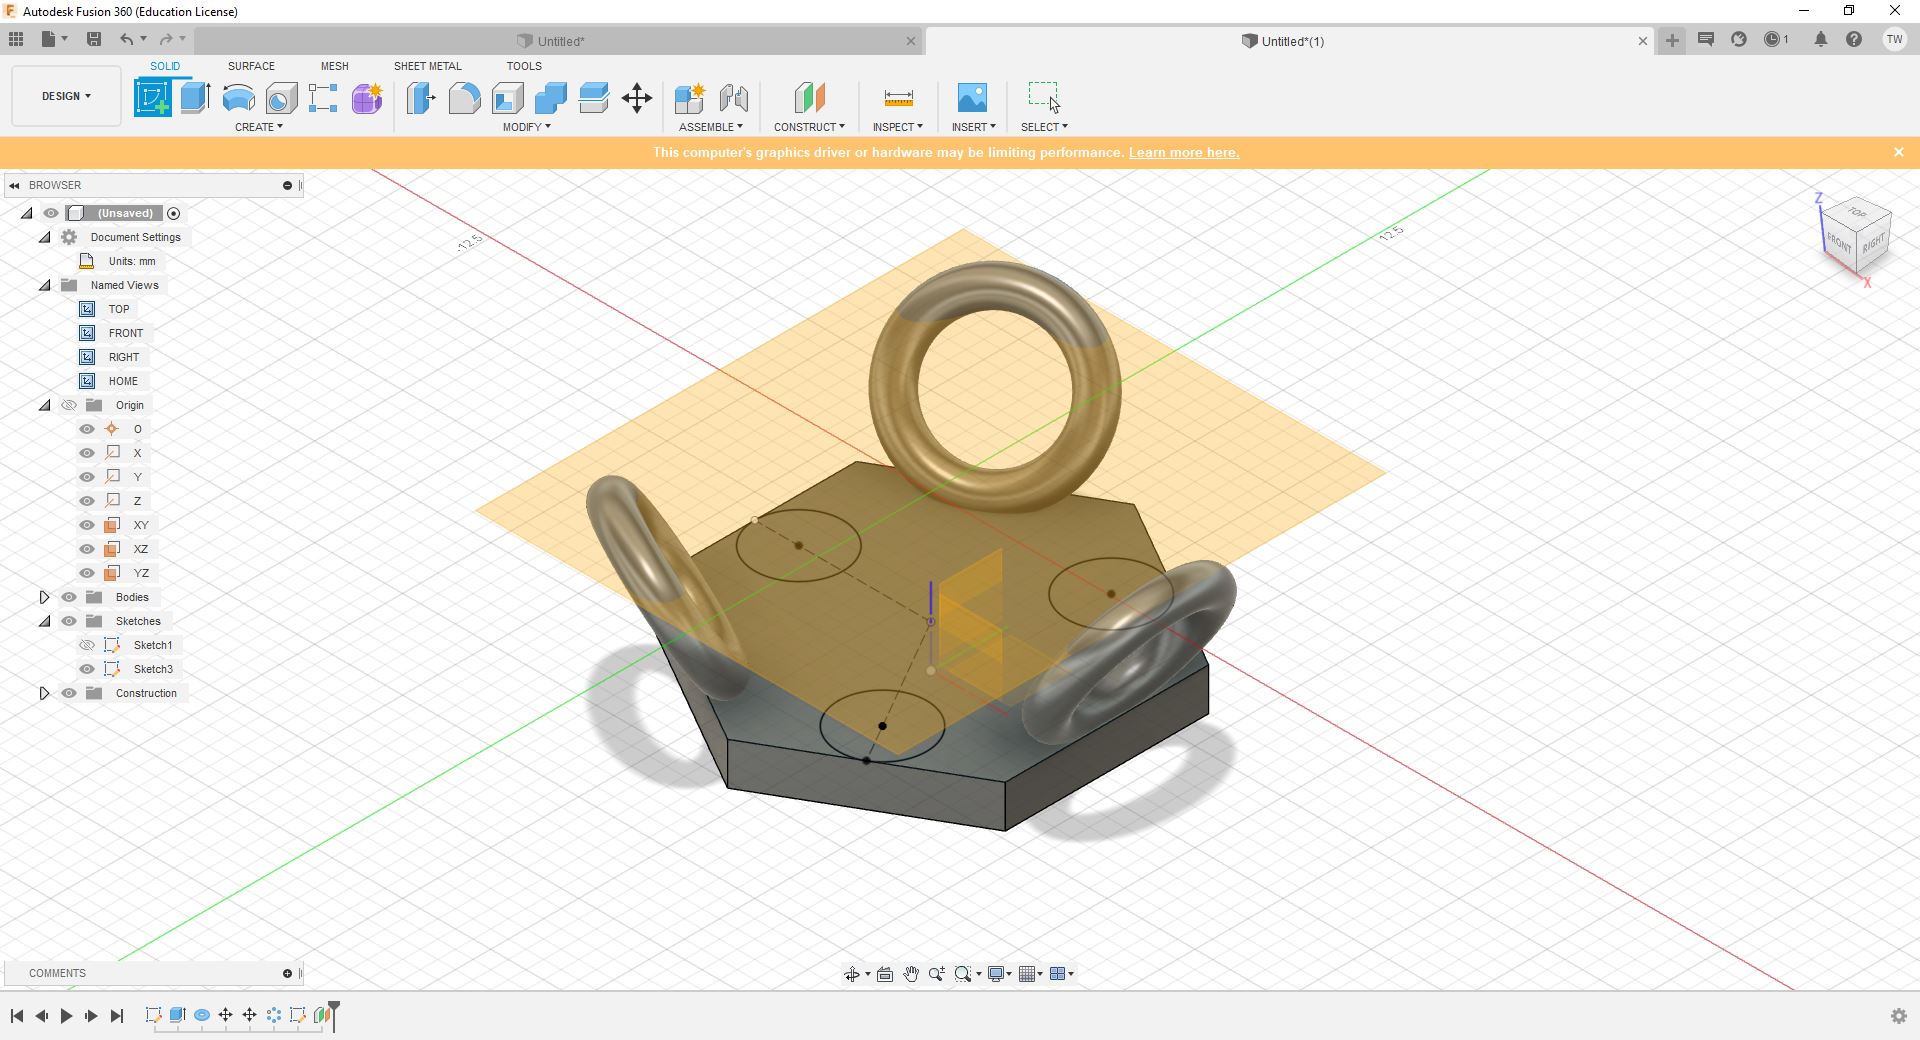 Autodesk Fusion 360 (Education License)
Untitled*
Untitled*(1)
1
TW
DESIGN
SOLID
SURFACE
MESH
SHEET METAL
TOOLS
CREATE
MODIFY
ASSEMBLE
CONSTRUCT
INSPECT
INSERT
SELECT
This computer's graphics driver or hardware may be limiting performance. Learn more here.
BROWSER
(Unsaved)
Document Settings
Units: mm
Named Views
TOP
FRONT
RIGHT
HOME
Origin
O
X
Y
Z
XY
XZ
YZ
Bodies
Sketches
Sketch1
Sketch3
Construction
-12.5
12.5
Z
TOP
FRONT
RIGHT
X
COMMENTS